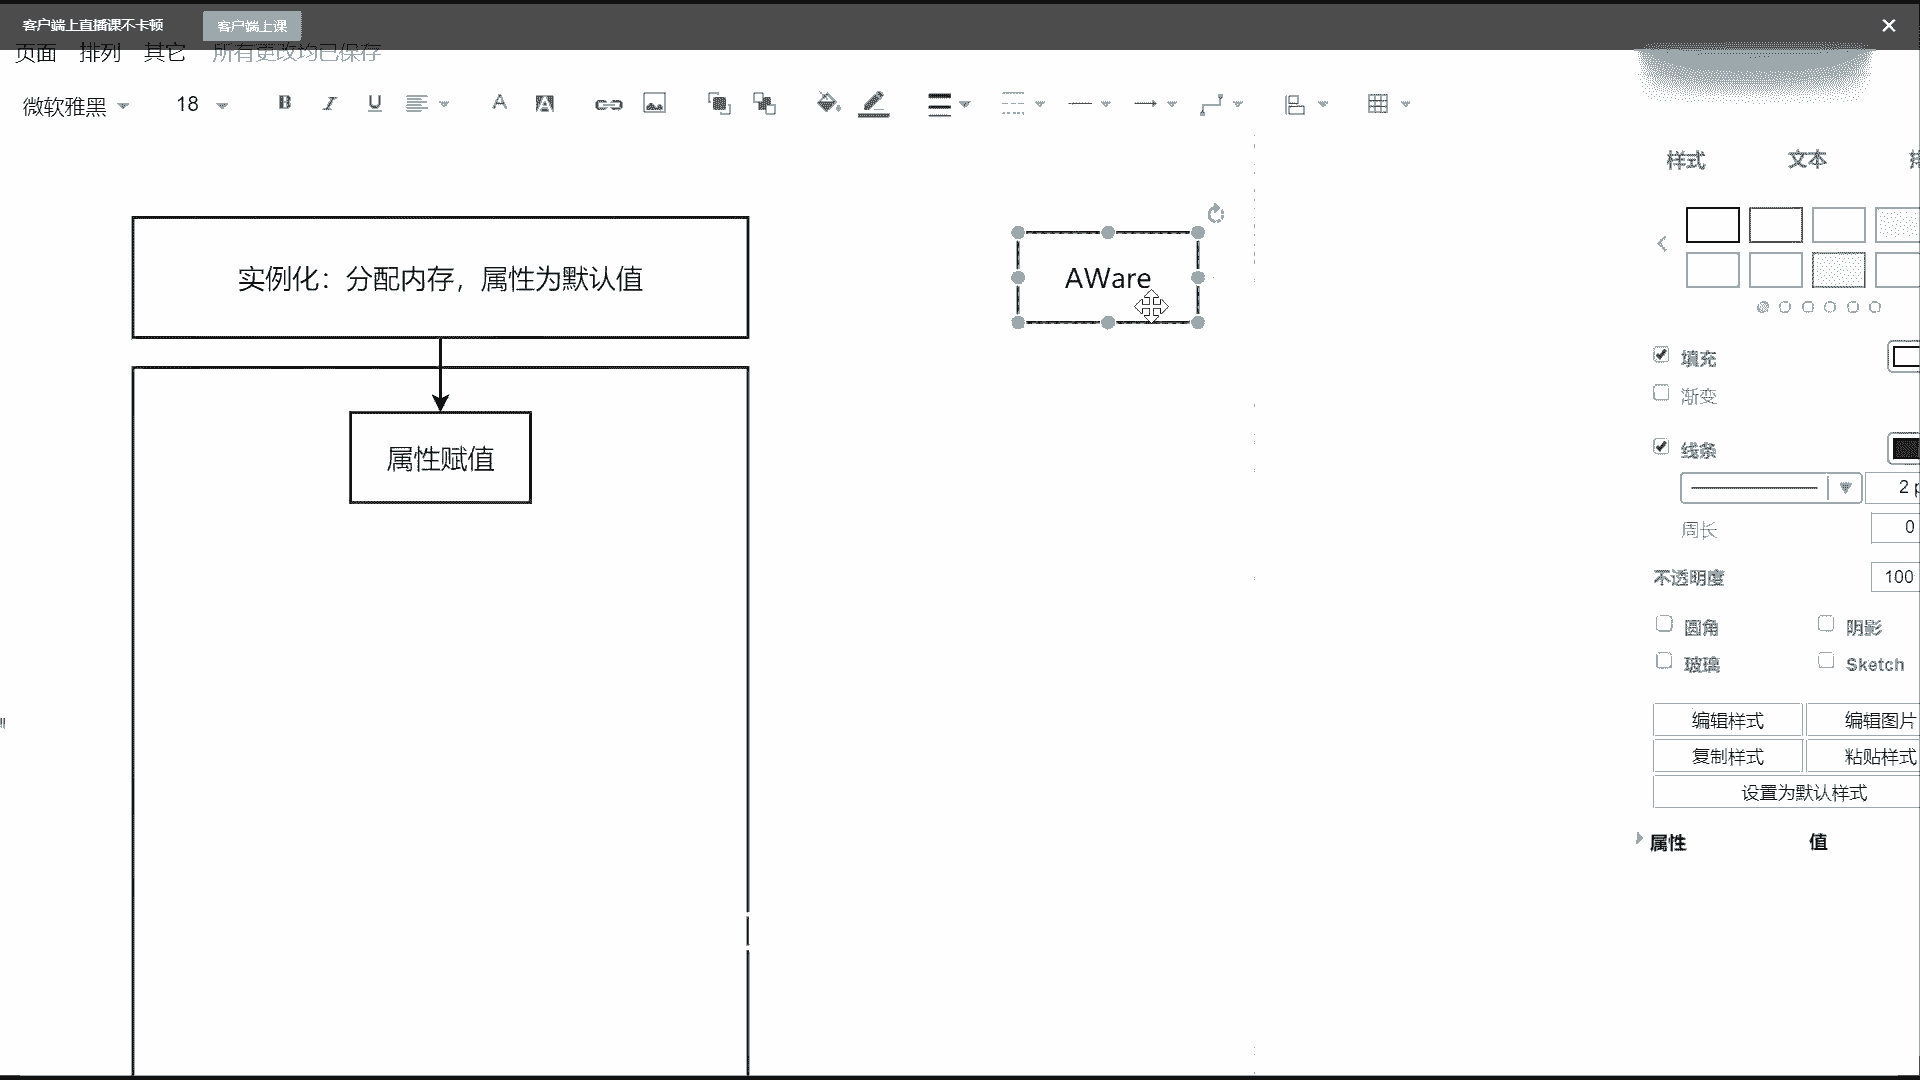 客户端上直播课不卡顿 客户端上课
页面 排列 其它 所有更改均已保存
微软雅黑 18 B I U A A
样式 文本
实例化：分配内存，属性为默认值
AWare
属性赋值
填充
渐变
线条
2
周长 0
不透明度 100
圆角 阴影
玻璃 Sketch
编辑样式 编辑图片
复制样式 粘贴样式
设置为默认样式
属性 值